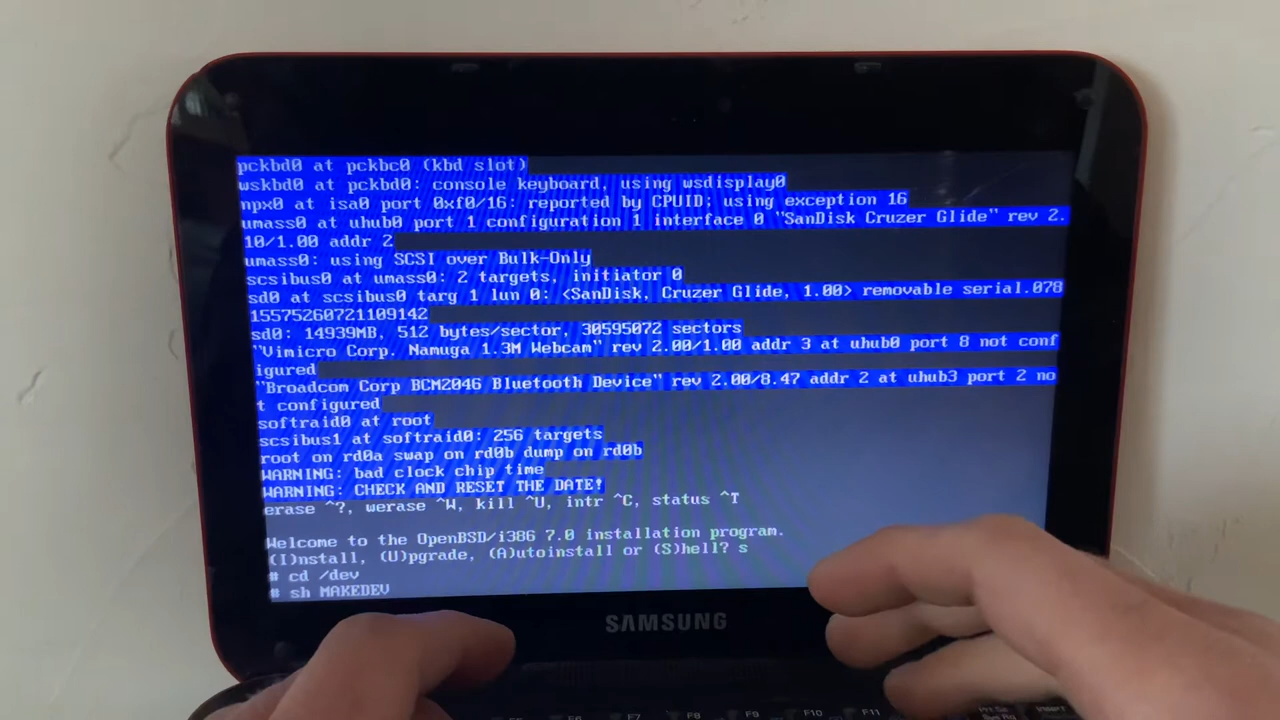 pckbd0 at pckbc0 (kbd slot)
wskbd0 at pckbd0: console keyboard, using wsdisplay0
npx0 at isa0 port 0xf0/16: reported by CPUID; using exception 16
umass0 at uhub0 port 1 configuration 1 interface 0 "SanDisk Cruzer Glide" rev 2.
10/1.00 addr 2
umass0: using SCSI over Bulk-Only
scsibus0 at umass0: 2 targets, initiator 0
sd0 at scsibus0 targ 1 lun 0: <SanDisk, Cruzer Glide, 1.00> removable serial.078
15575260721109142
sd0: 14939MB, 512 bytes/sector, 30595072 sectors
"Vimicro Corp. Namuga 1.3M Webcam" rev 2.00/1.00 addr 3 at uhub0 port 8 not conf
igured
"Broadcom Corp BCM2046 Bluetooth Device" rev 2.00/8.47 addr 2 at uhub3 port 2 no
t configured
softraid0 at root
scsibus1 at softraid0: 256 targets
root on rd0a swap on rd0b dump on rd0b
WARNING: bad clock chip time
WARNING: CHECK AND RESET THE DATE!
erase ^?, werase ^W, kill ^U, intr ^C, status ^T
Welcome to the OpenBSD/i386 7.0 installation program.
(I)nstall, (U)pgrade, (A)utoinstall or (S)hell? s
# cd /dev
# sh MAKEDEV
SAMSUNG
F6 F7 F8 F9 F10 F11